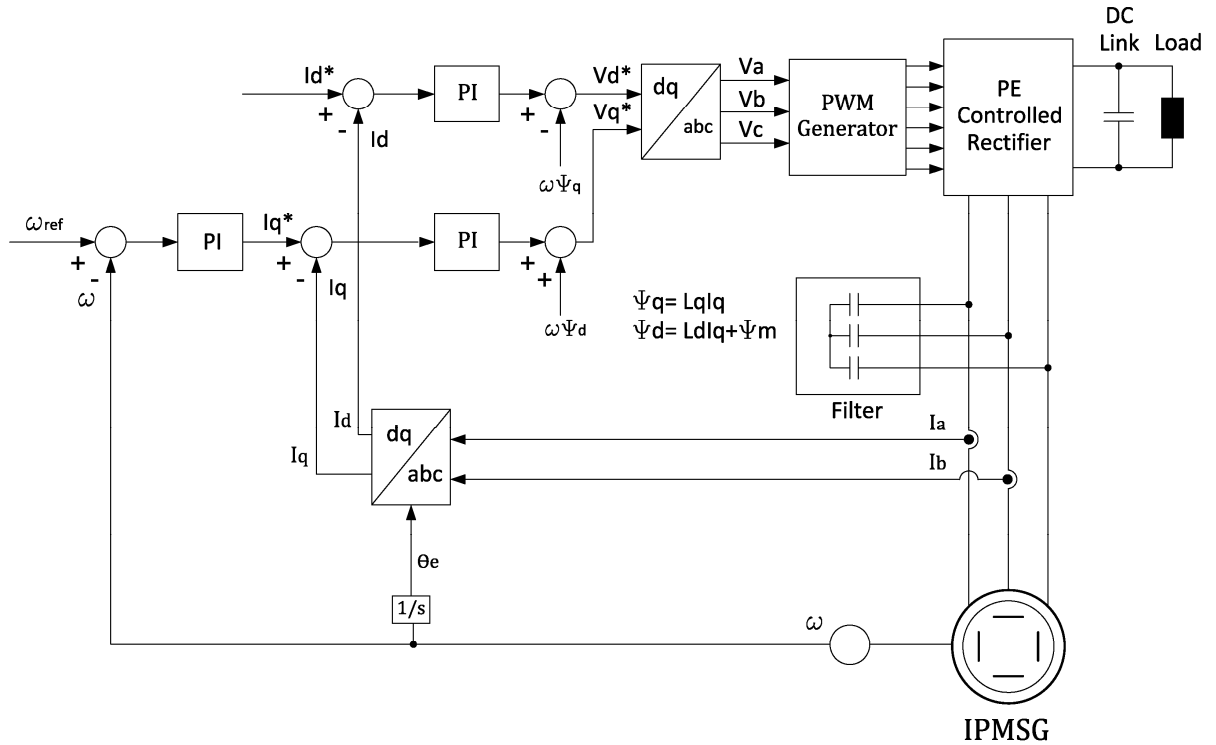 DC
Link Load
Id*
+
-
Id
PI
+
-
ωΨq
Vd*
Vq*
dq
abc
Va
Vb
Vc
PWM
Generator
PE
Controlled
Rectifier
ωref
+
-
ω
PI
Iq*
+
-
Iq
PI
+
+
ωΨd
Ψq= LqIq
Ψd= LdIq+Ψm
Filter
Id
Iq
dq
abc
Ia
Ib
θe
1/s
ω
IPMSG